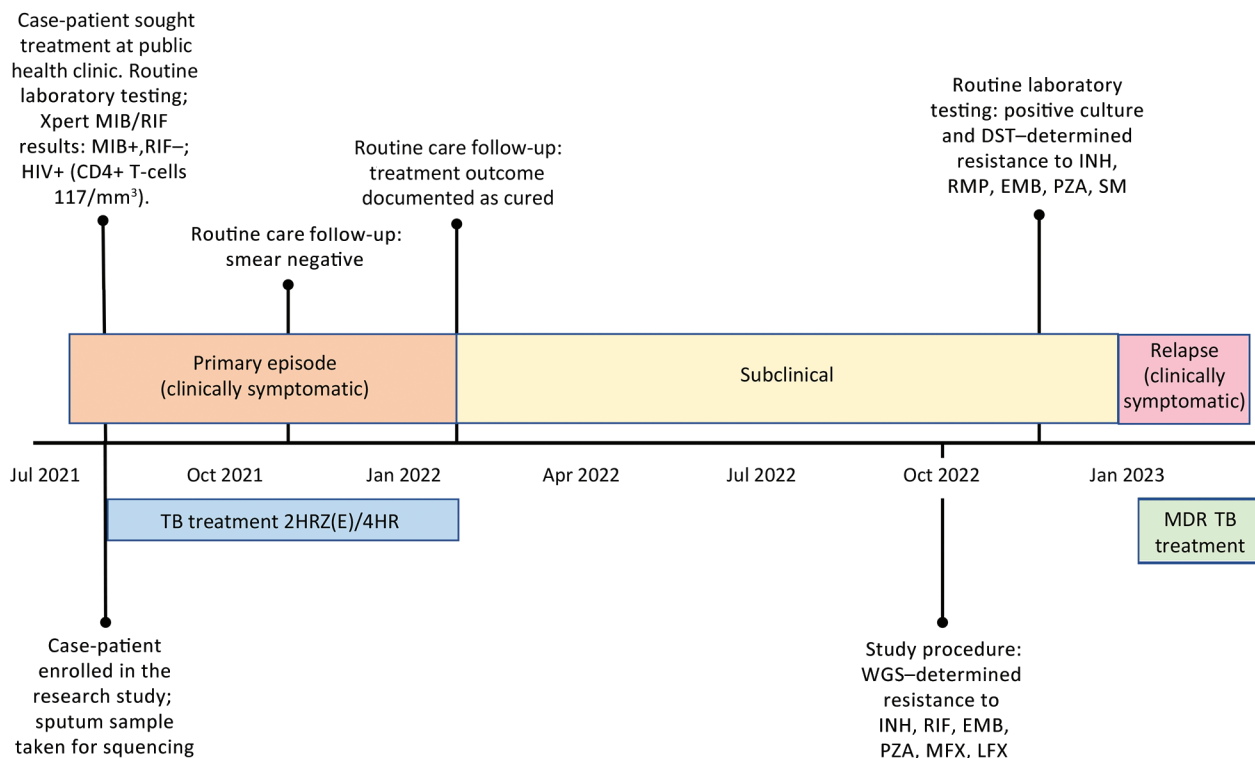 Case-patient sought
treatment at public
health clinic. Routine
laboratory testing;
Xpert MIB/RIF
results: MIB+,RIF–;
HIV+ (CD4+ T-cells
117/mm³).
Routine care follow-up:
smear negative
Routine care follow-up:
treatment outcome
documented as cured
Routine laboratory
testing: positive culture
and DST–determined
resistance to INH,
RMP, EMB, PZA, SM
Primary episode
(clinically symptomatic)
Subclinical
Relapse
(clinically
symptomatic)
Jul 2021
Oct 2021
Jan 2022
Apr 2022
Jul 2022
Oct 2022
Jan 2023
TB treatment 2HRZ(E)/4HR
MDR TB
treatment
Case-patient
enrolled in the
research study;
sputum sample
taken for squencing
Study procedure:
WGS–determined
resistance to
INH, RIF, EMB,
PZA, MFX, LFX